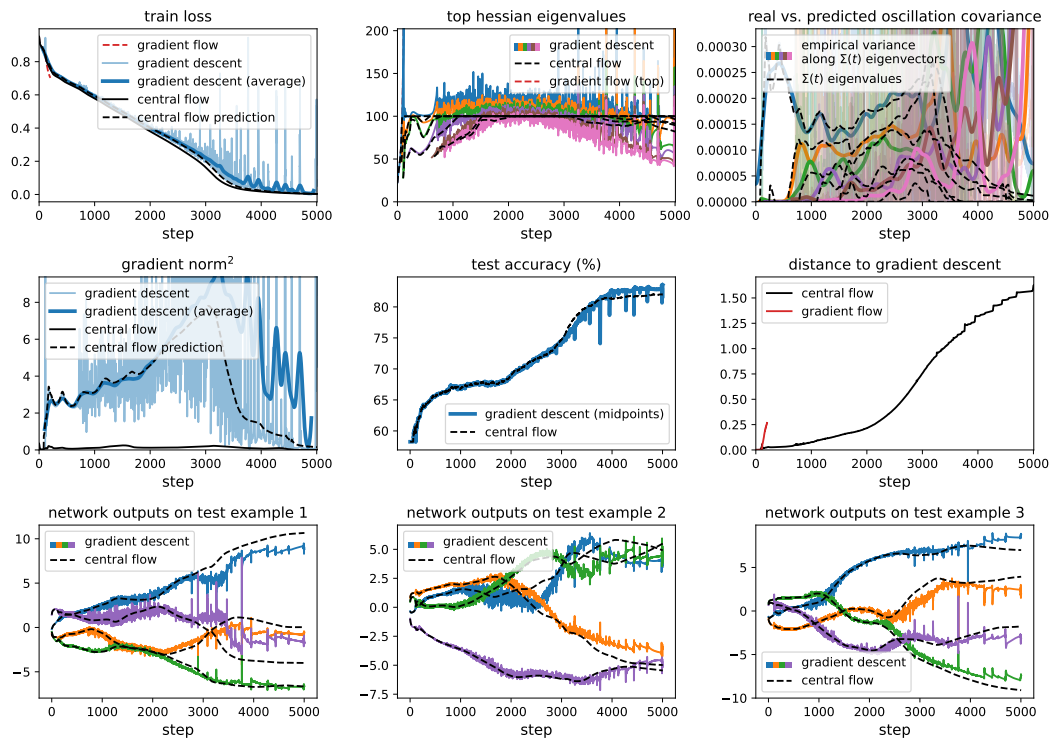 train loss
gradient flow
gradient descent
gradient descent (average)
central flow
central flow prediction
0.8
0.6
0.4
0.2
0.0
0 1000 2000 3000 4000 5000
step
top hessian eigenvalues
gradient descent
central flow
gradient flow (top)
200
150
100
50
0
0 1000 2000 3000 4000 5000
step
real vs. predicted oscillation covariance
empirical variance
along Σ(t) eigenvectors
Σ(t) eigenvalues
0.00030
0.00025
0.00020
0.00015
0.00010
0.00005
0.00000
0 1000 2000 3000 4000 5000
step
gradient norm²
gradient descent
gradient descent (average)
central flow
central flow prediction
8
6
4
2
0
0 1000 2000 3000 4000 5000
step
test accuracy (%)
80
75
70
65
60
gradient descent (midpoints)
central flow
0 1000 2000 3000 4000 5000
step
distance to gradient descent
central flow
gradient flow
1.50
1.25
1.00
0.75
0.50
0.25
0.00
0 1000 2000 3000 4000 5000
step
network outputs on test example 1
gradient descent
central flow
10
5
0
−5
0 1000 2000 3000 4000 5000
step
network outputs on test example 2
gradient descent
central flow
5.0
2.5
0.0
−2.5
−5.0
−7.5
0 1000 2000 3000 4000 5000
step
network outputs on test example 3
5
0
−5
−10
gradient descent
central flow
0 1000 2000 3000 4000 5000
step